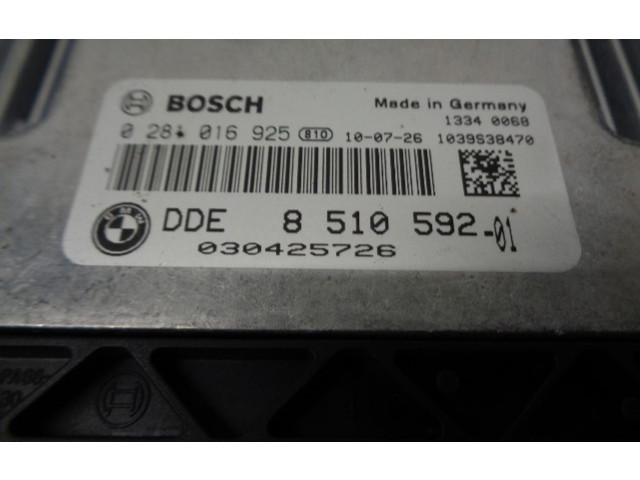 BOSCH
Made in Germany
1334 0068
0 281 016 925 810 10-07-26 1039S38470
BMW
DDE 8 510 592-01
030425726